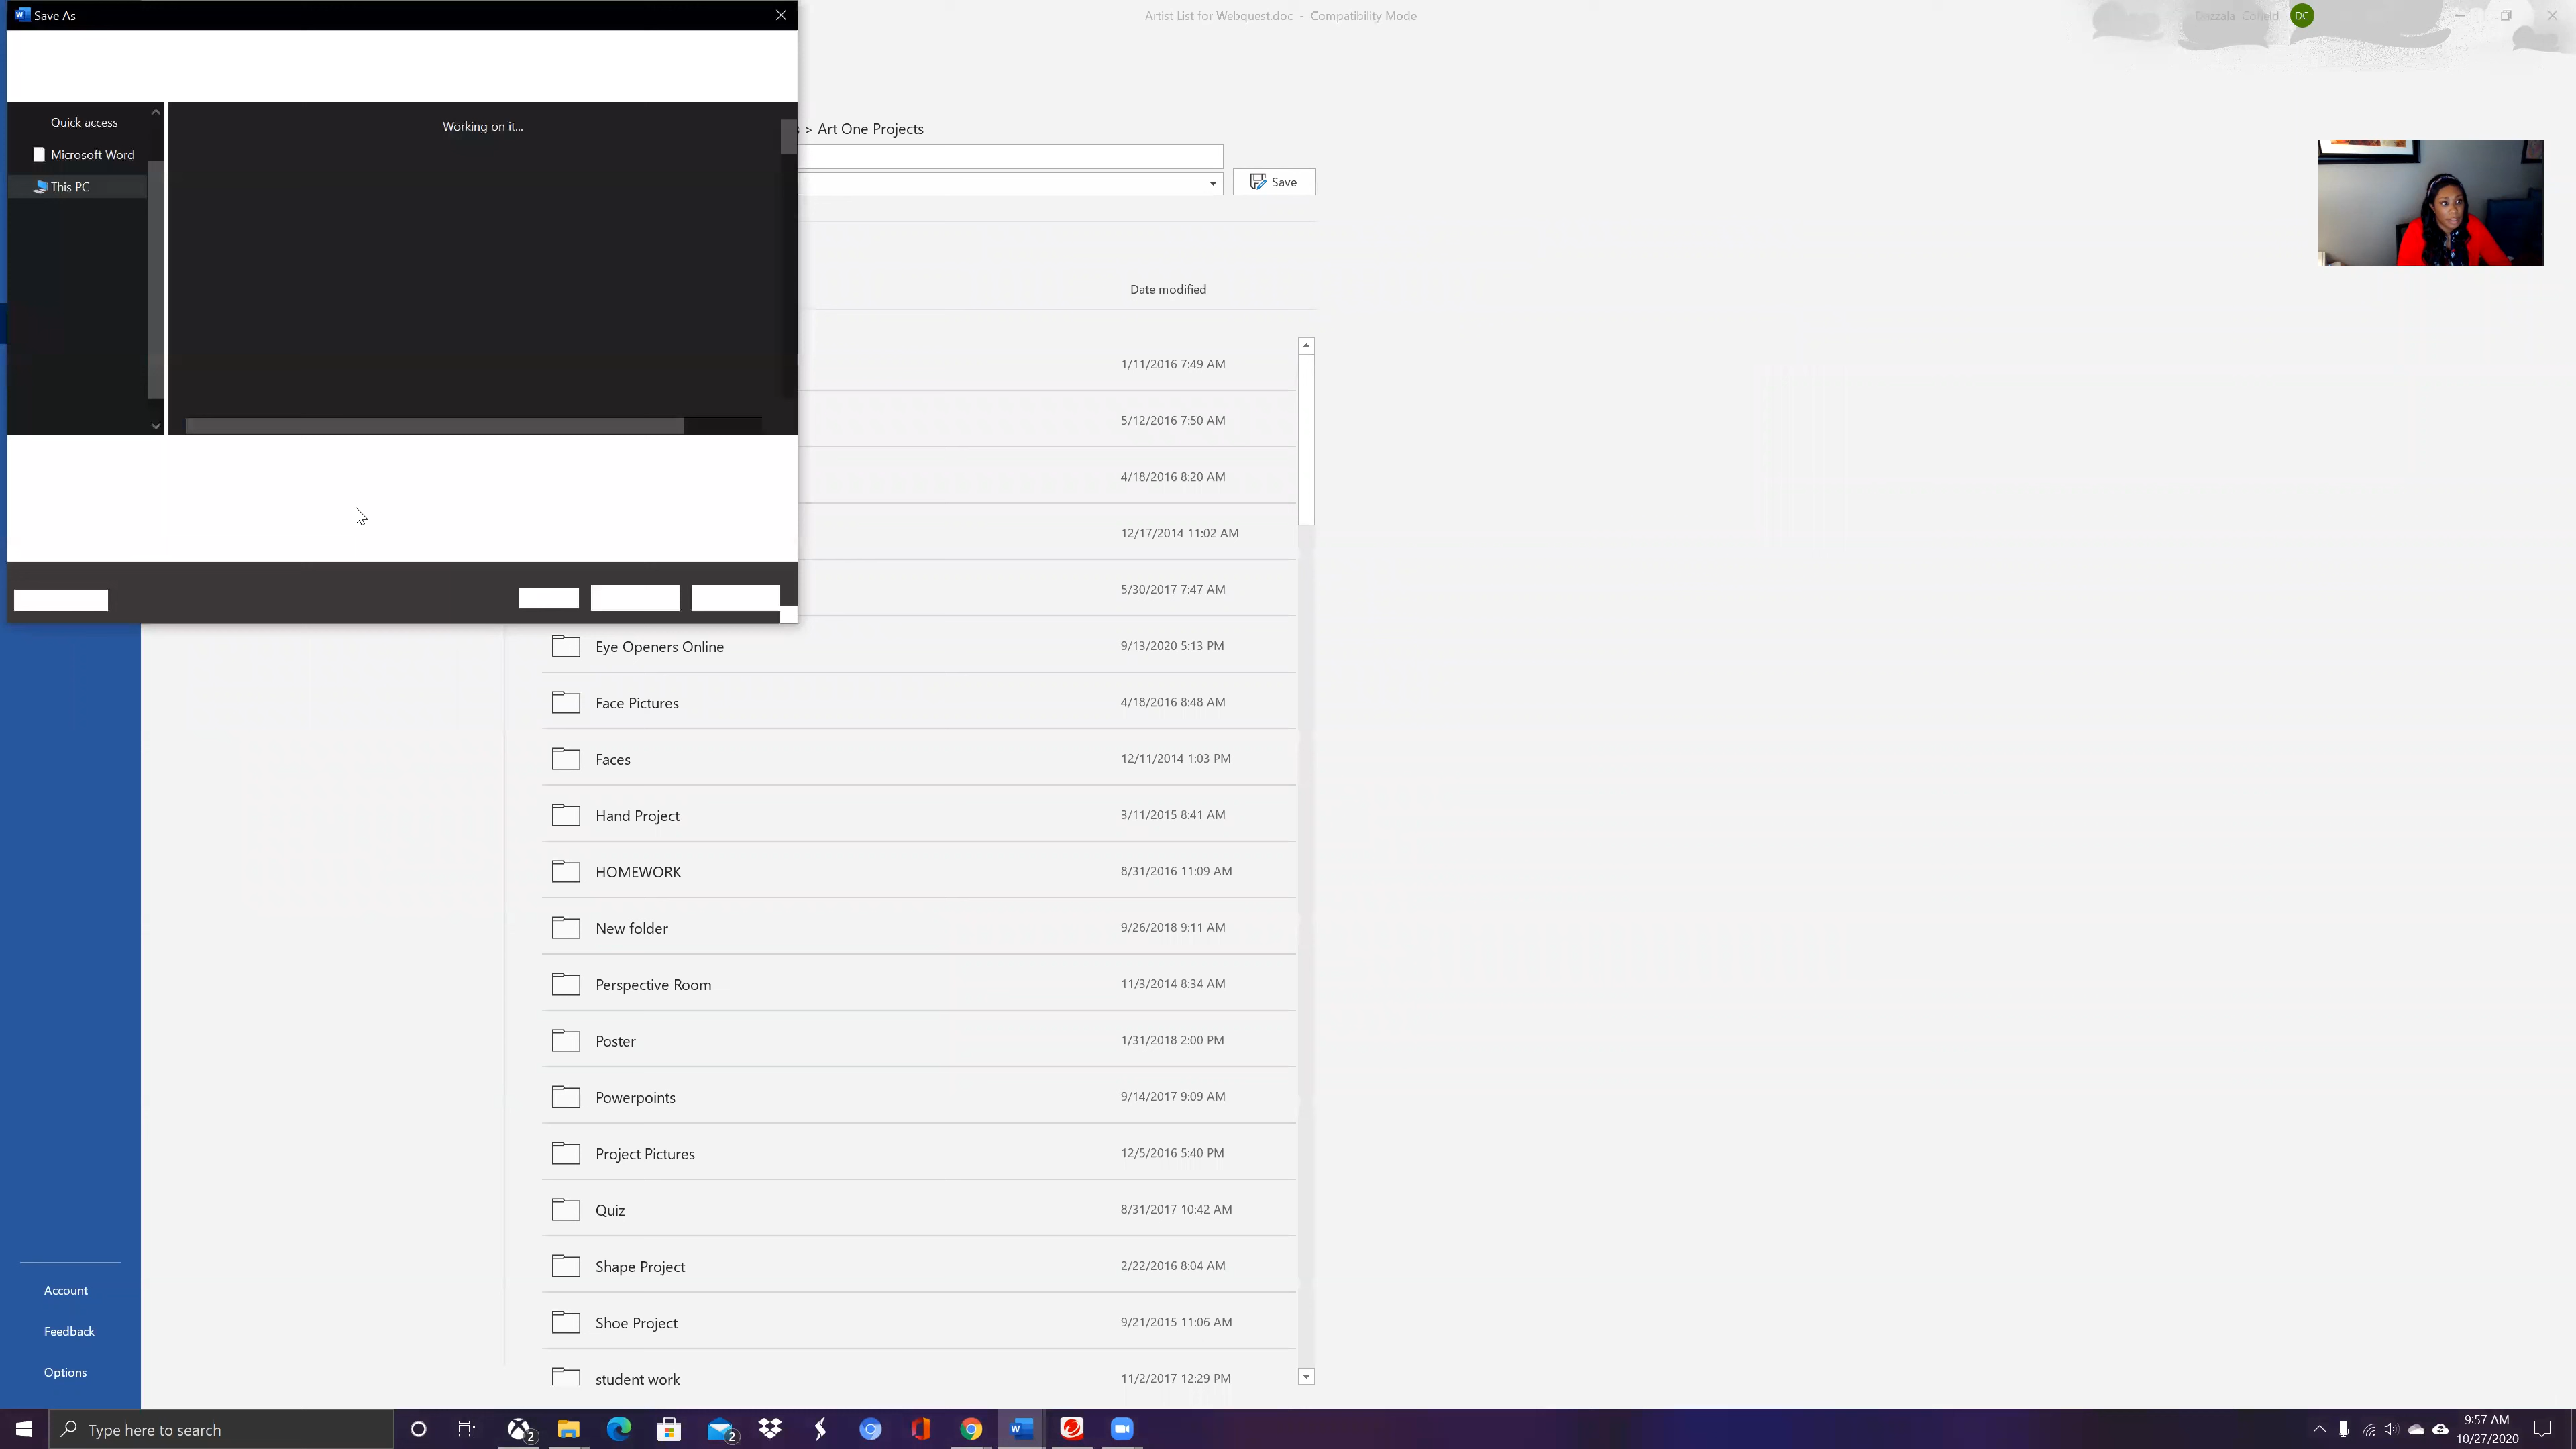 Save As
Artist List for Webquest.doc - Compatibility Mode
DC
Quick access
Microsoft Word
This PC
Working on it...
> Art One Projects
Save
Date modified
1/11/2016 7:49 AM
5/12/2016 7:50 AM
4/18/2016 8:20 AM
12/17/2014 11:02 AM
5/30/2017 7:47 AM
Eye Openers Online 9/13/2020 5:13 PM
Face Pictures 4/18/2016 8:48 AM
Faces 12/11/2014 1:03 PM
Hand Project 3/11/2015 8:41 AM
HOMEWORK 8/31/2016 11:09 AM
New folder 9/26/2018 9:11 AM
Perspective Room 11/3/2014 8:34 AM
Poster 1/31/2018 2:00 PM
Powerpoints 9/14/2017 9:09 AM
Project Pictures 12/5/2016 5:40 PM
Quiz 8/31/2017 10:42 AM
Shape Project 2/22/2016 8:04 AM
Shoe Project 9/21/2015 11:06 AM
student work 11/2/2017 12:29 PM
Account
Feedback
Options
Type here to search
2
2
9:57 AM
10/27/2020